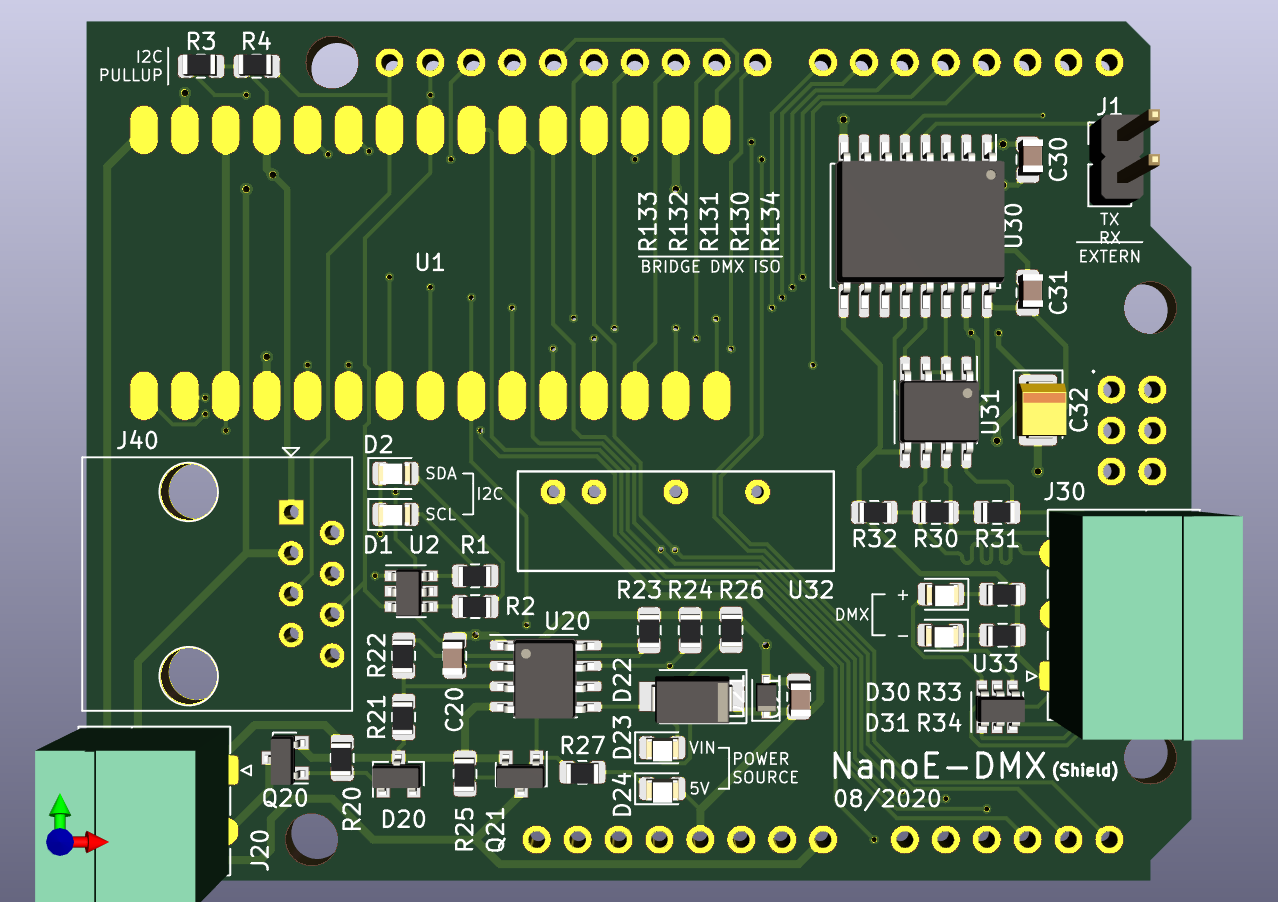 R3 R4
I2C
PULLUP
J1
C30
U30
TX
RX
EXTERN
R133
R132
R131
R130
R134
BRIDGE DMX ISO
U1
C31
U31
C32
J40
D2
SDA
I2C
SCL
D1 U2 R1
R2
J30
R32 R30 R31
U32
R23 R24 R26
DMX
+
-
U20
R22
C20
D22
U33
D30 R33
D31 R34
R21
D23
VIN
POWER
SOURCE
5V
D24
R27
NanoE-DMX (Shield)
08/2020
Q20
R20
D20
R25
Q21
J20